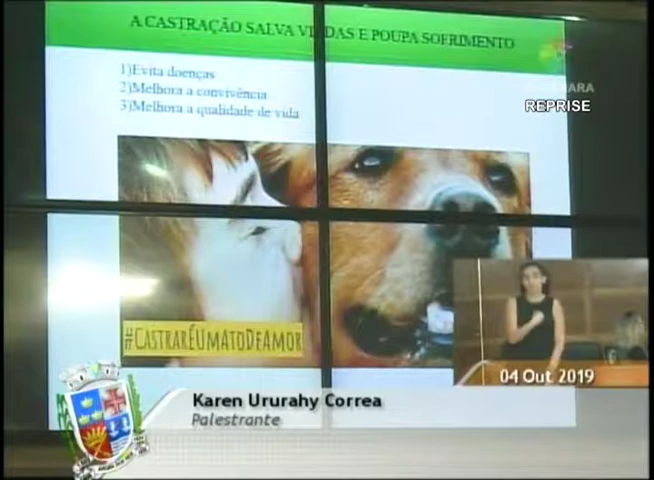 A CASTRAÇÃO SALVA VIDAS E POUPA SOFRIMENTO
1)Evita doenças
2)Melhora a convivência
3)Melhora a qualidade de vida
REPRISE
#CASTRARÉUMATODEAMOR
04 Out 2019
Karen Ururahy Correa
Palestrante